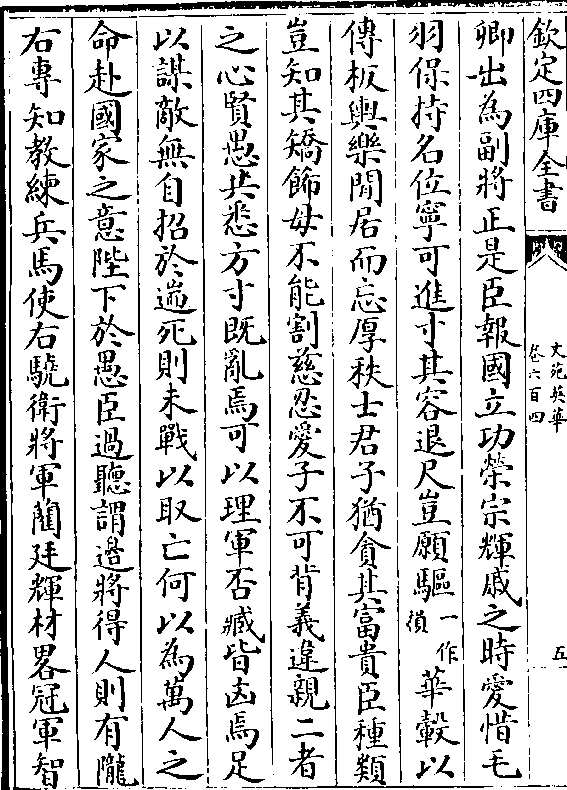 欽定四庫全書
文苑英華
卷六百四
五
卿出為副將正是臣報國立功榮宗輝戚之時愛惜毛
羽保持名位寧可進寸其容退尺豈願驅一作償華轂以
傳板輿樂閒居而忘厚秩士君子猶貪其富貴臣種類
豈知其矯飾母不能割慈忍愛子不可背義違親二者
之心賢愚共悉方寸既亂焉可以理軍否臧皆凶焉足
以謀敵無自招於遄死則未戰以取亡何以為萬人之
命赴國家之意陛下於愚臣過聽謂邉將得人則有隴
右專知教練兵馬使右驍衛將軍藺廷輝材畧冠軍智